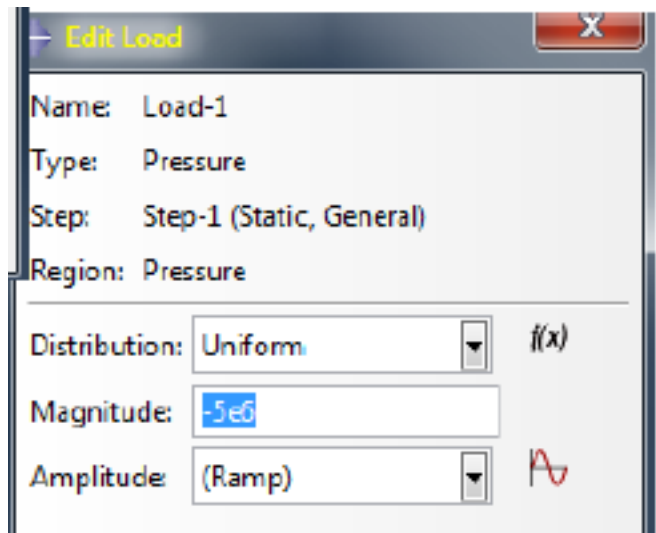 Edit Load
x
Name: Load-1
Type: Pressure
Step: Step-1 (Static, General)
Region: Pressure
Distribution: Uniform f(x)
Magnitude: -5e6
Amplitude: (Ramp)